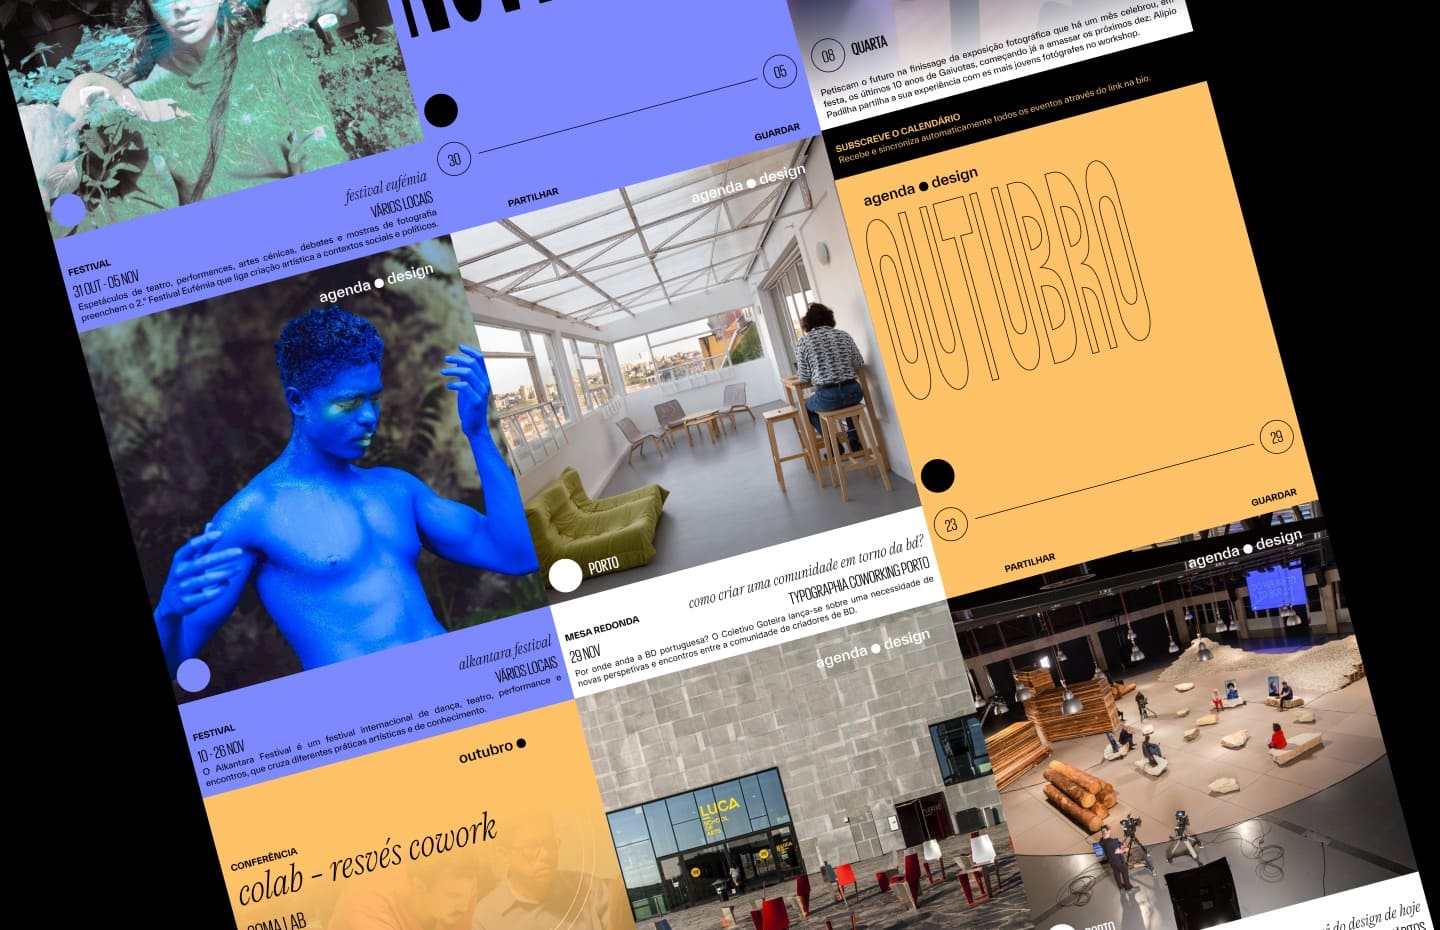 30
05
PARTILHAR
GUARDAR
08 QUARTA
Petiscam o futuro na finissage da exposição fotográfica que há um mês celebrou, em
festa, os últimos 10 anos de Gaivotas, começando já a amassar os próximos dez: Alípio
Padilha partilha a sua experiência com es mais jovens fotógrafes no workshop.
SUBSCREVE O CALENDÁRIO
Recebe e sincroniza automaticamente todos os eventos através do link na bio.
festival eufémia
FESTIVAL
VÁRIOS LOCAIS
31 OUT - 05 NOV
Espetáculos de teatro, performances, artes cénicas, debates e mostras de fotografia
preenchem o 2.º Festival Eufémia que liga criação artística a contextos sociais e políticos.
agenda ● design
agenda ● design
PORTO
agenda ● design
OUTUBRO
23
29
PARTILHAR
GUARDAR
alkantara festival
FESTIVAL
VÁRIOS LOCAIS
10 - 26 NOV
O Alkantara Festival é um festival internacional de dança, teatro, performance e
encontros, que cruza diferentes práticas artísticas e de conhecimento.
como criar uma comunidade em torno da bd?
MESA REDONDA
TYPOGRAPHIA COWORKING PORTO
29 NOV
Por onde anda a BD portuguesa? O Coletivo Goteira lança-se sobre uma necessidade de
novas perspetivas e encontros entre a comunidade de criadores de BD.
outubro ●
CONFERÊNCIA
colab - resvés cowork
ROMA LAB
agenda ● design
LUCA
SCHOOL
OF
ARTS
agenda ● design
PORTO
do design de hoje